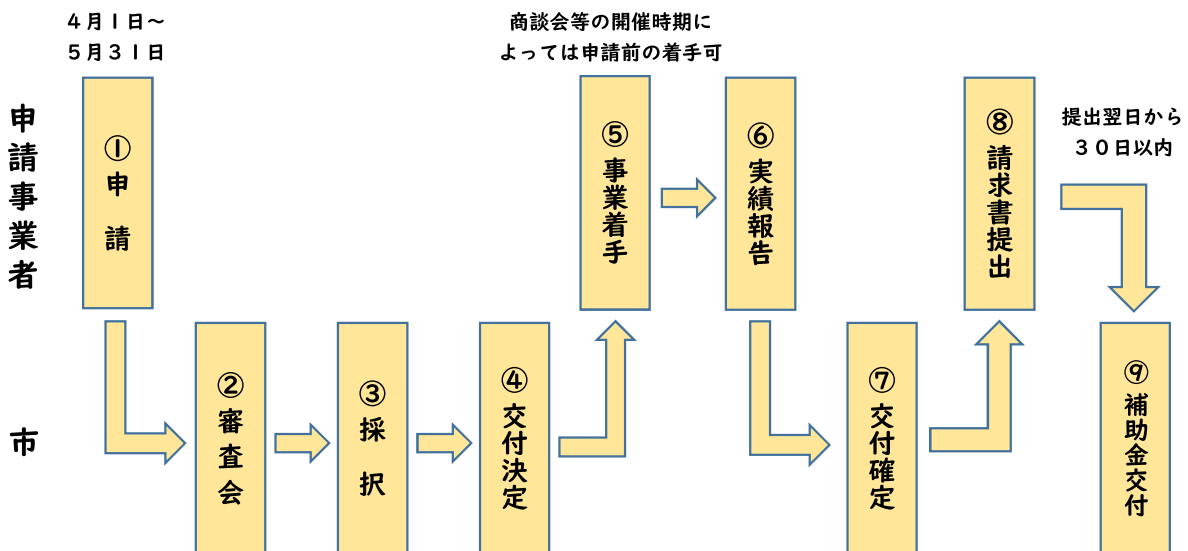 4月1日～
5月31日
商談会等の開催時期に
よっては申請前の着手可
申請事業者
①申請
⑤事業着手
⑥実績報告
⑧請求書提出
提出翌日から
30日以内
市
②審査会
③採択
④交付決定
⑦交付確定
⑨補助金交付